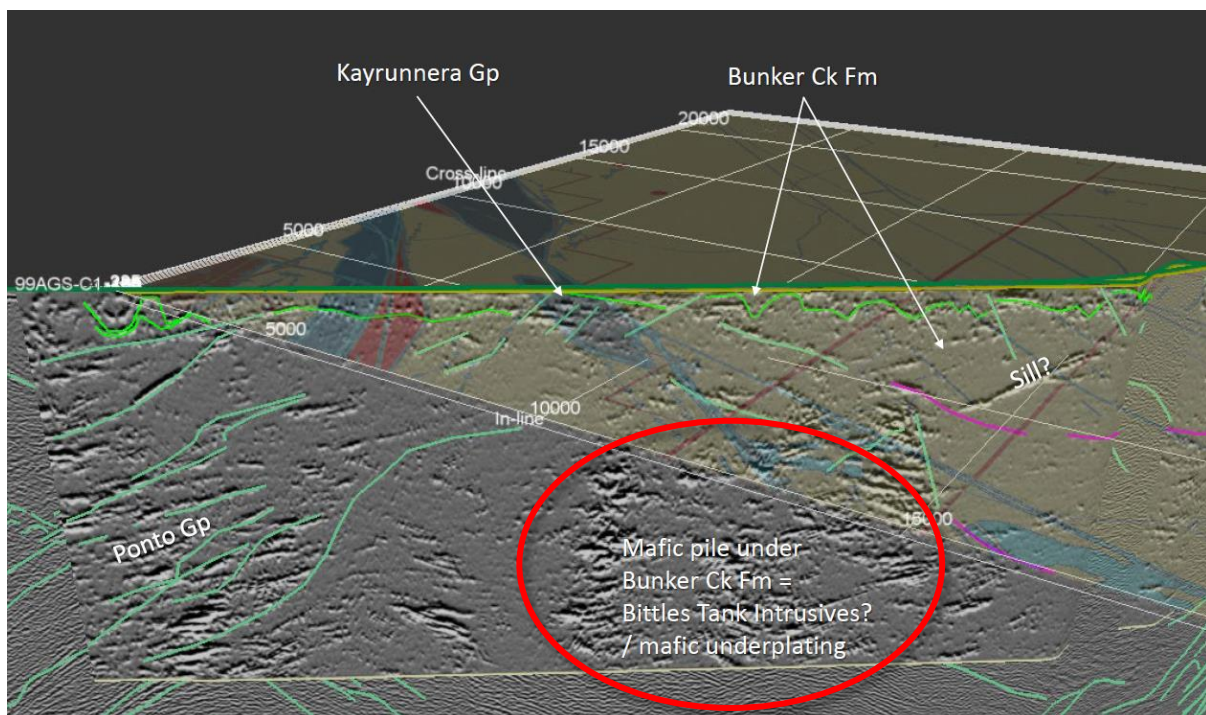 Kayrunnera Gp
Bunker Ck Fm
20000
15000
Cross-line
10000
5000
99AGS-C1
5000
Sill?
10000
In-line
15000
Ponto Gp
Mafic pile under
Bunker Ck Fm =
Bittles Tank Intrusives?
/ mafic underplating